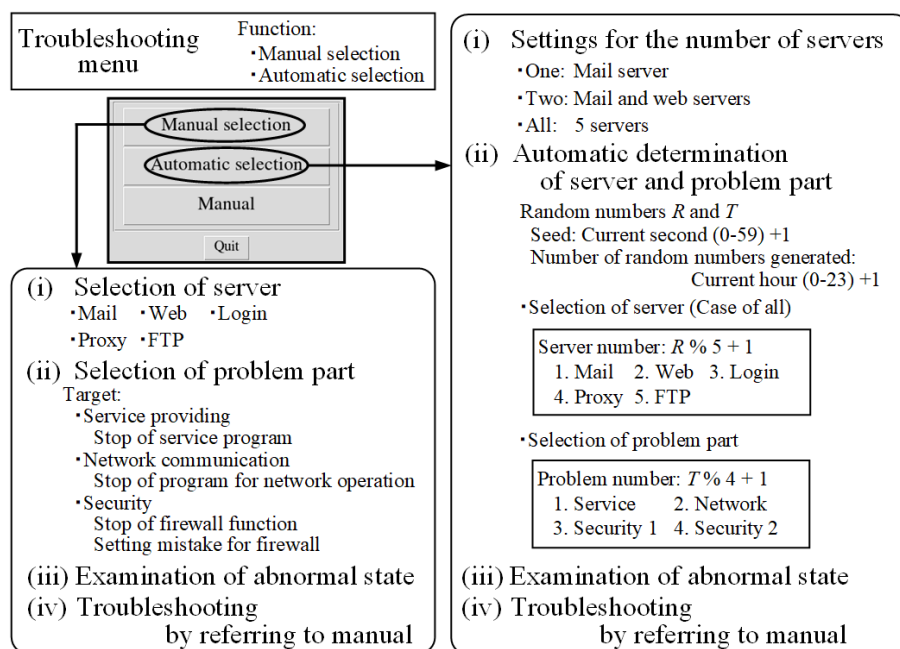 Troubleshooting
menu
Function:
・Manual selection
・Automatic selection
Manual selection
Automatic selection
Manual
Quit
(i) Selection of server
・Mail ・Web ・Login
・Proxy ・FTP
(ii) Selection of problem part
Target:
・Service providing
Stop of service program
・Network communication
Stop of program for network operation
・Security
Stop of firewall function
Setting mistake for firewall
(iii) Examination of abnormal state
(iv) Troubleshooting
by referring to manual
(i) Settings for the number of servers
・One: Mail server
・Two: Mail and web servers
・All: 5 servers
(ii) Automatic determination
of server and problem part
Random numbers R and T
Seed: Current second (0-59) +1
Number of random numbers generated:
Current hour (0-23) +1
・Selection of server (Case of all)
Server number: R % 5 + 1
1. Mail 2. Web 3. Login
4. Proxy 5. FTP
・Selection of problem part
Problem number: T % 4 + 1
1. Service 2. Network
3. Security 1 4. Security 2
(iii) Examination of abnormal state
(iv) Troubleshooting
by referring to manual